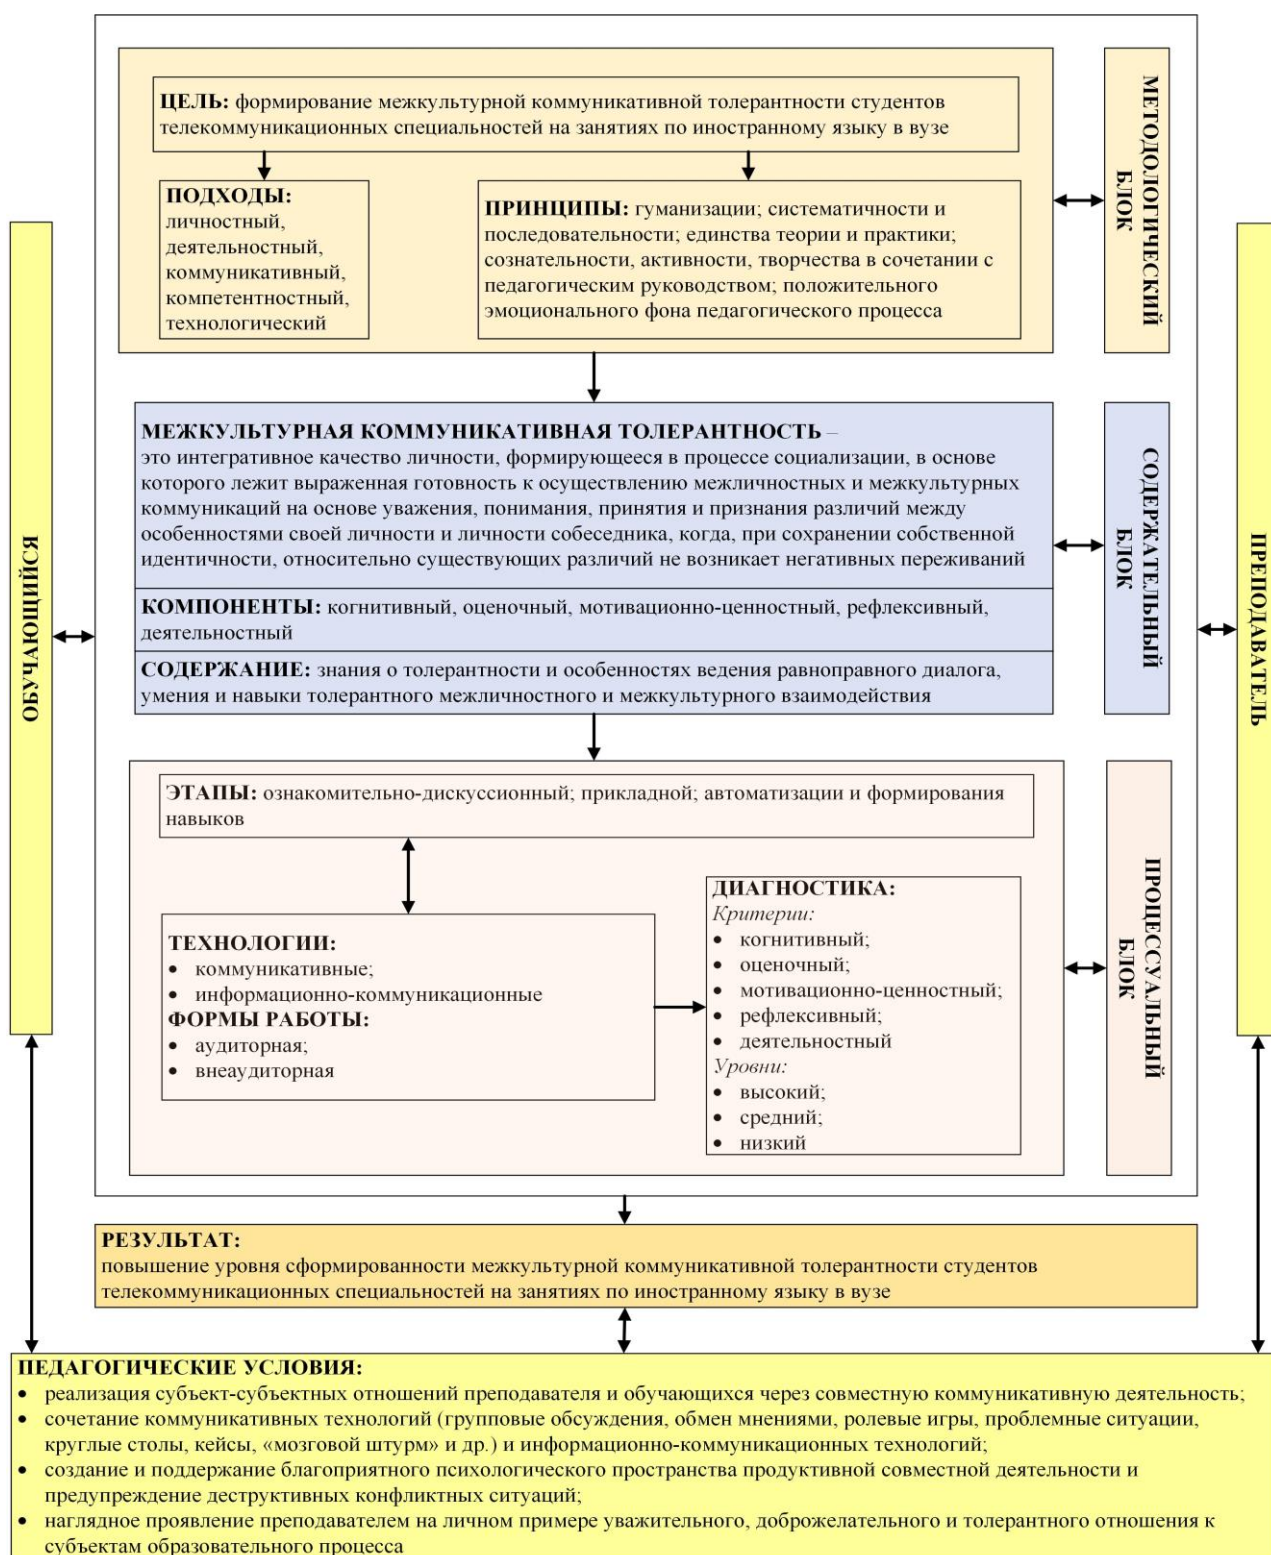 ЦЕЛЬ: формирование межкультурной коммуникативной толерантности студентов
телекоммуникационных специальностей на занятиях по иностранному языку в вузе
ПОДХОДЫ:
личностный,
деятельностный,
коммуникативный,
компетентностный,
технологический
ПРИНЦИПЫ: гуманизации; систематичности и
последовательности; единства теории и практики;
сознательности, активности, творчества в сочетании с
педагогическим руководством; положительного
эмоционального фона педагогического процесса
МЕТОДОЛОГИЧЕСКИЙ
БЛОК
МЕЖКУЛЬТУРНАЯ КОММУНИКАТИВНАЯ ТОЛЕРАНТНОСТЬ –
это интегративное качество личности, формирующееся в процессе социализации, в основе
которого лежит выраженная готовность к осуществлению межличностных и межкультурных
коммуникаций на основе уважения, понимания, принятия и признания различий между
особенностями своей личности и личности собеседника, когда, при сохранении собственной
идентичности, относительно существующих различий не возникает негативных переживаний
КОМПОНЕНТЫ: когнитивный, оценочный, мотивационно-ценностный, рефлексивный,
деятельностный
СОДЕРЖАНИЕ: знания о толерантности и особенностях ведения равноправного диалога,
умения и навыки толерантного межличностного и межкультурного взаимодействия
СОДЕРЖАТЕЛЬНЫЙ
БЛОК
ОБУЧАЮЩИЙСЯ
ПРЕПОДАВАТЕЛЬ
ЭТАПЫ: ознакомительно-дискуссионный; прикладной; автоматизации и формирования
навыков
ТЕХНОЛОГИИ:
• коммуникативные;
• информационно-коммуникационные
ФОРМЫ РАБОТЫ:
• аудиторная;
• внеаудиторная
ДИАГНОСТИКА:
Критерии:
• когнитивный;
• оценочный;
• мотивационно-ценностный;
• рефлексивный;
• деятельностный
Уровни:
• высокий;
• средний;
• низкий
ПРОЦЕССУАЛЬНЫЙ
БЛОК
РЕЗУЛЬТАТ:
повышение уровня сформированности межкультурной коммуникативной толерантности студентов
телекоммуникационных специальностей на занятиях по иностранному языку в вузе
ПЕДАГОГИЧЕСКИЕ УСЛОВИЯ:
• реализация субъект-субъектных отношений преподавателя и обучающихся через совместную коммуникативную деятельность;
• сочетание коммуникативных технологий (групповые обсуждения, обмен мнениями, ролевые игры, проблемные ситуации,
круглые столы, кейсы, «мозговой штурм» и др.) и информационно-коммуникационных технологий;
• создание и поддержание благоприятного психологического пространства продуктивной совместной деятельности и
предупреждение деструктивных конфликтных ситуаций;
• наглядное проявление преподавателем на личном примере уважительного, доброжелательного и толерантного отношения к
субъектам образовательного процесса